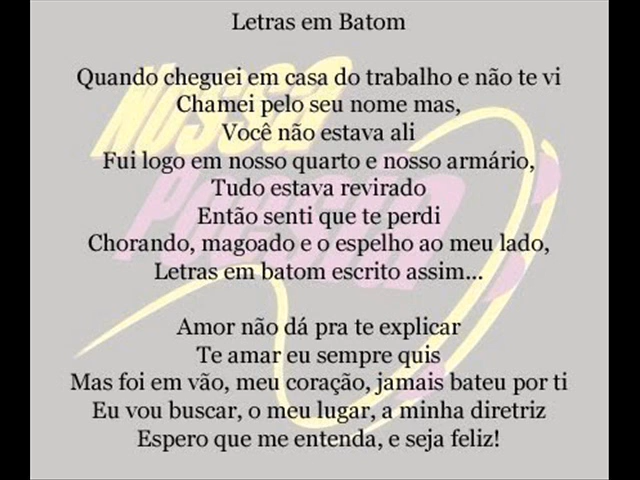 Letras em Batom
Quando cheguei em casa do trabalho e não te vi
Chamei pelo seu nome mas,
Você não estava ali
Fui logo em nosso quarto e nosso armário,
Tudo estava revirado
Então senti que te perdi
Chorando, magoado e o espelho ao meu lado,
Letras em batom escrito assim...
Amor não dá pra te explicar
Te amar eu sempre quis
Mas foi em vão, meu coração, jamais bateu por ti
Eu vou buscar, o meu lugar, a minha diretriz
Espero que me entenda, e seja feliz!
Nossa
Poesia